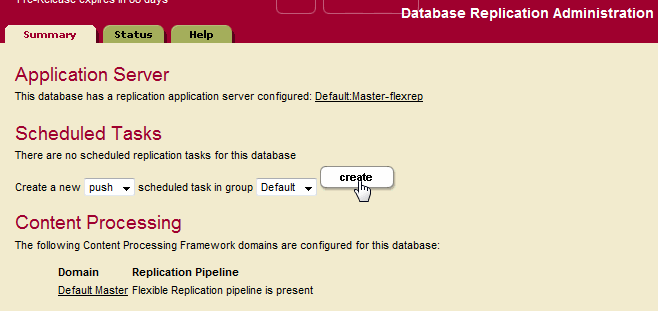 Pre-Release expires in 88 days
Database Replication Administration
Summary Status Help
Application Server
This database has a replication application server configured: Default:Master-flexrep
Scheduled Tasks
There are no scheduled replication tasks for this database
Create a new push scheduled task in group Default create
Content Processing
The following Content Processing Framework domains are configured for this database:
Domain Replication Pipeline
Default Master Flexible Replication pipeline is present